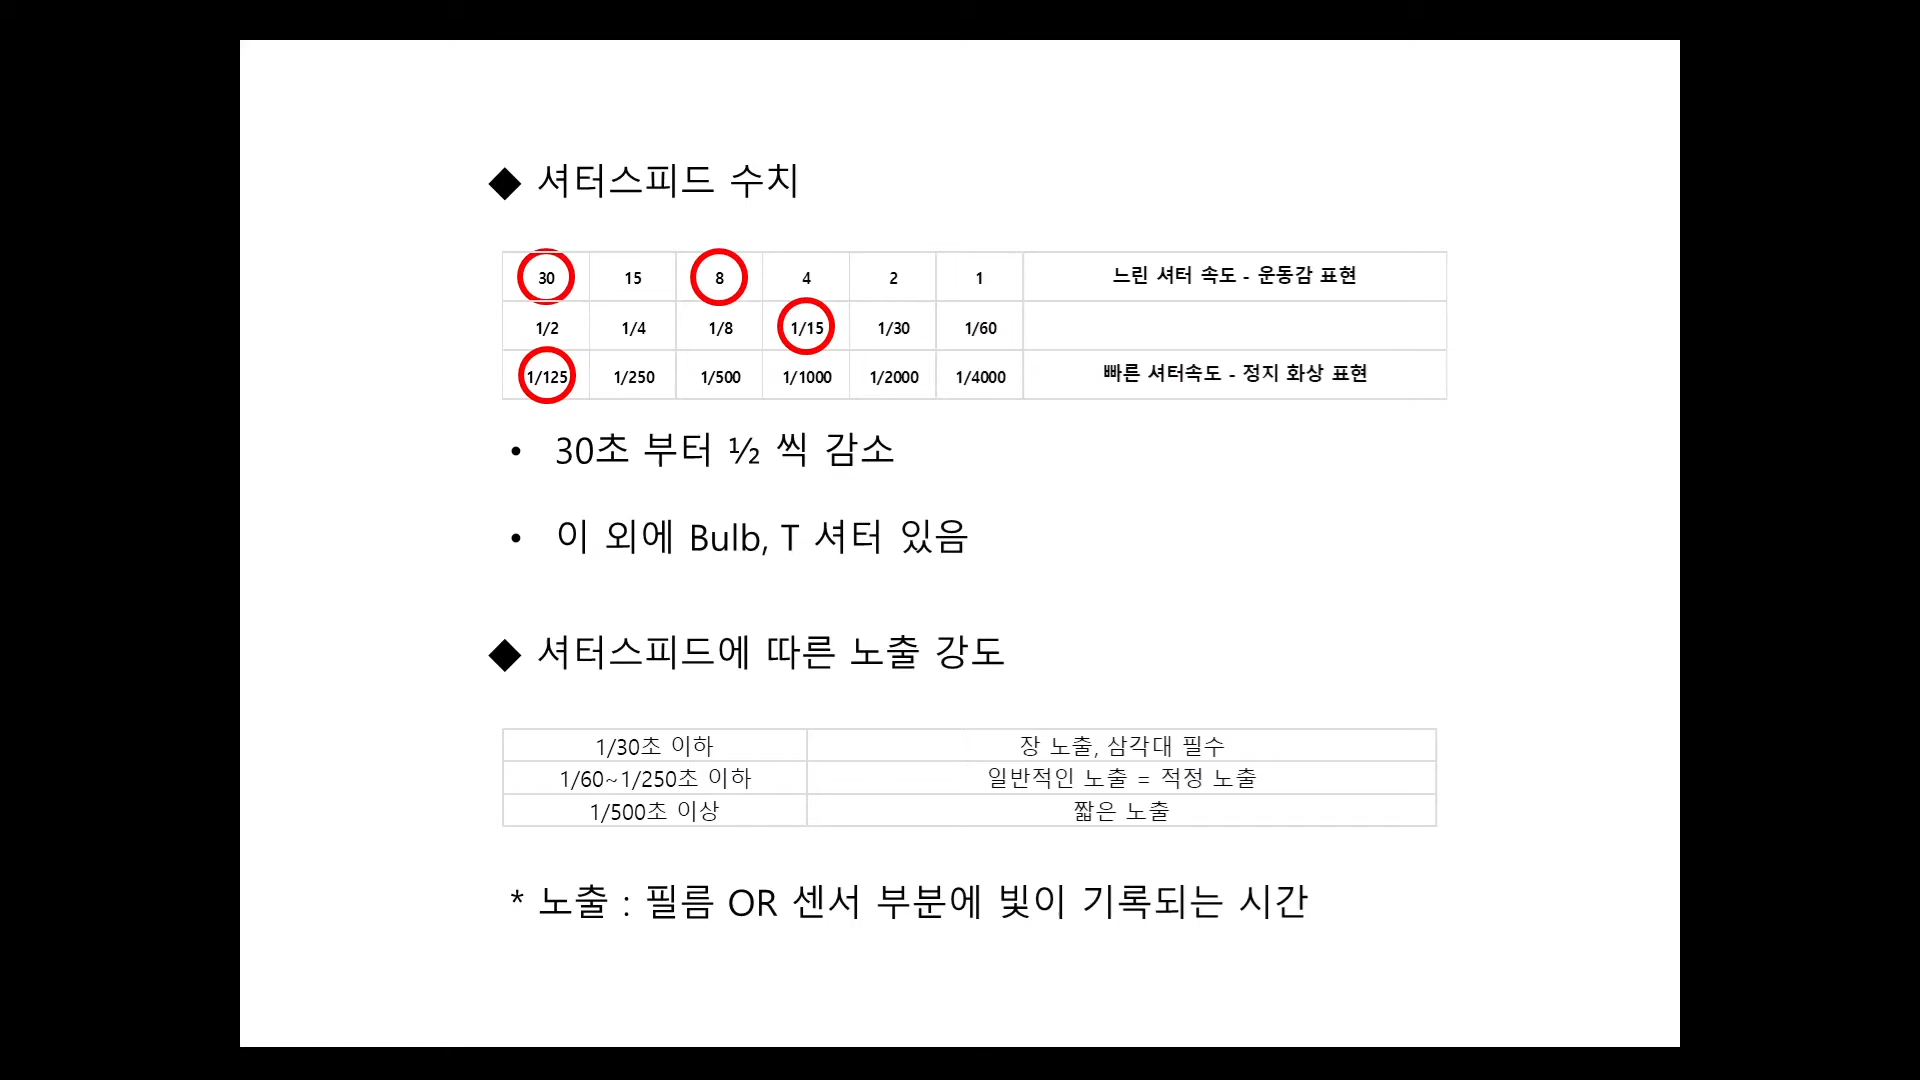 ◆ 셔터스피드 수치
30 15 8 4 2 1 느린 셔터 속도 - 운동감 표현
1/2 1/4 1/8 1/15 1/30 1/60
1/125 1/250 1/500 1/1000 1/2000 1/4000 빠른 셔터속도 - 정지 화상 표현
• 30초 부터 ½ 씩 감소
• 이 외에 Bulb, T 셔터 있음
◆ 셔터스피드에 따른 노출 강도
1/30초 이하 장 노출, 삼각대 필수
1/60~1/250초 이하 일반적인 노출 = 적정 노출
1/500초 이상 짧은 노출
* 노출 : 필름 OR 센서 부분에 빛이 기록되는 시간